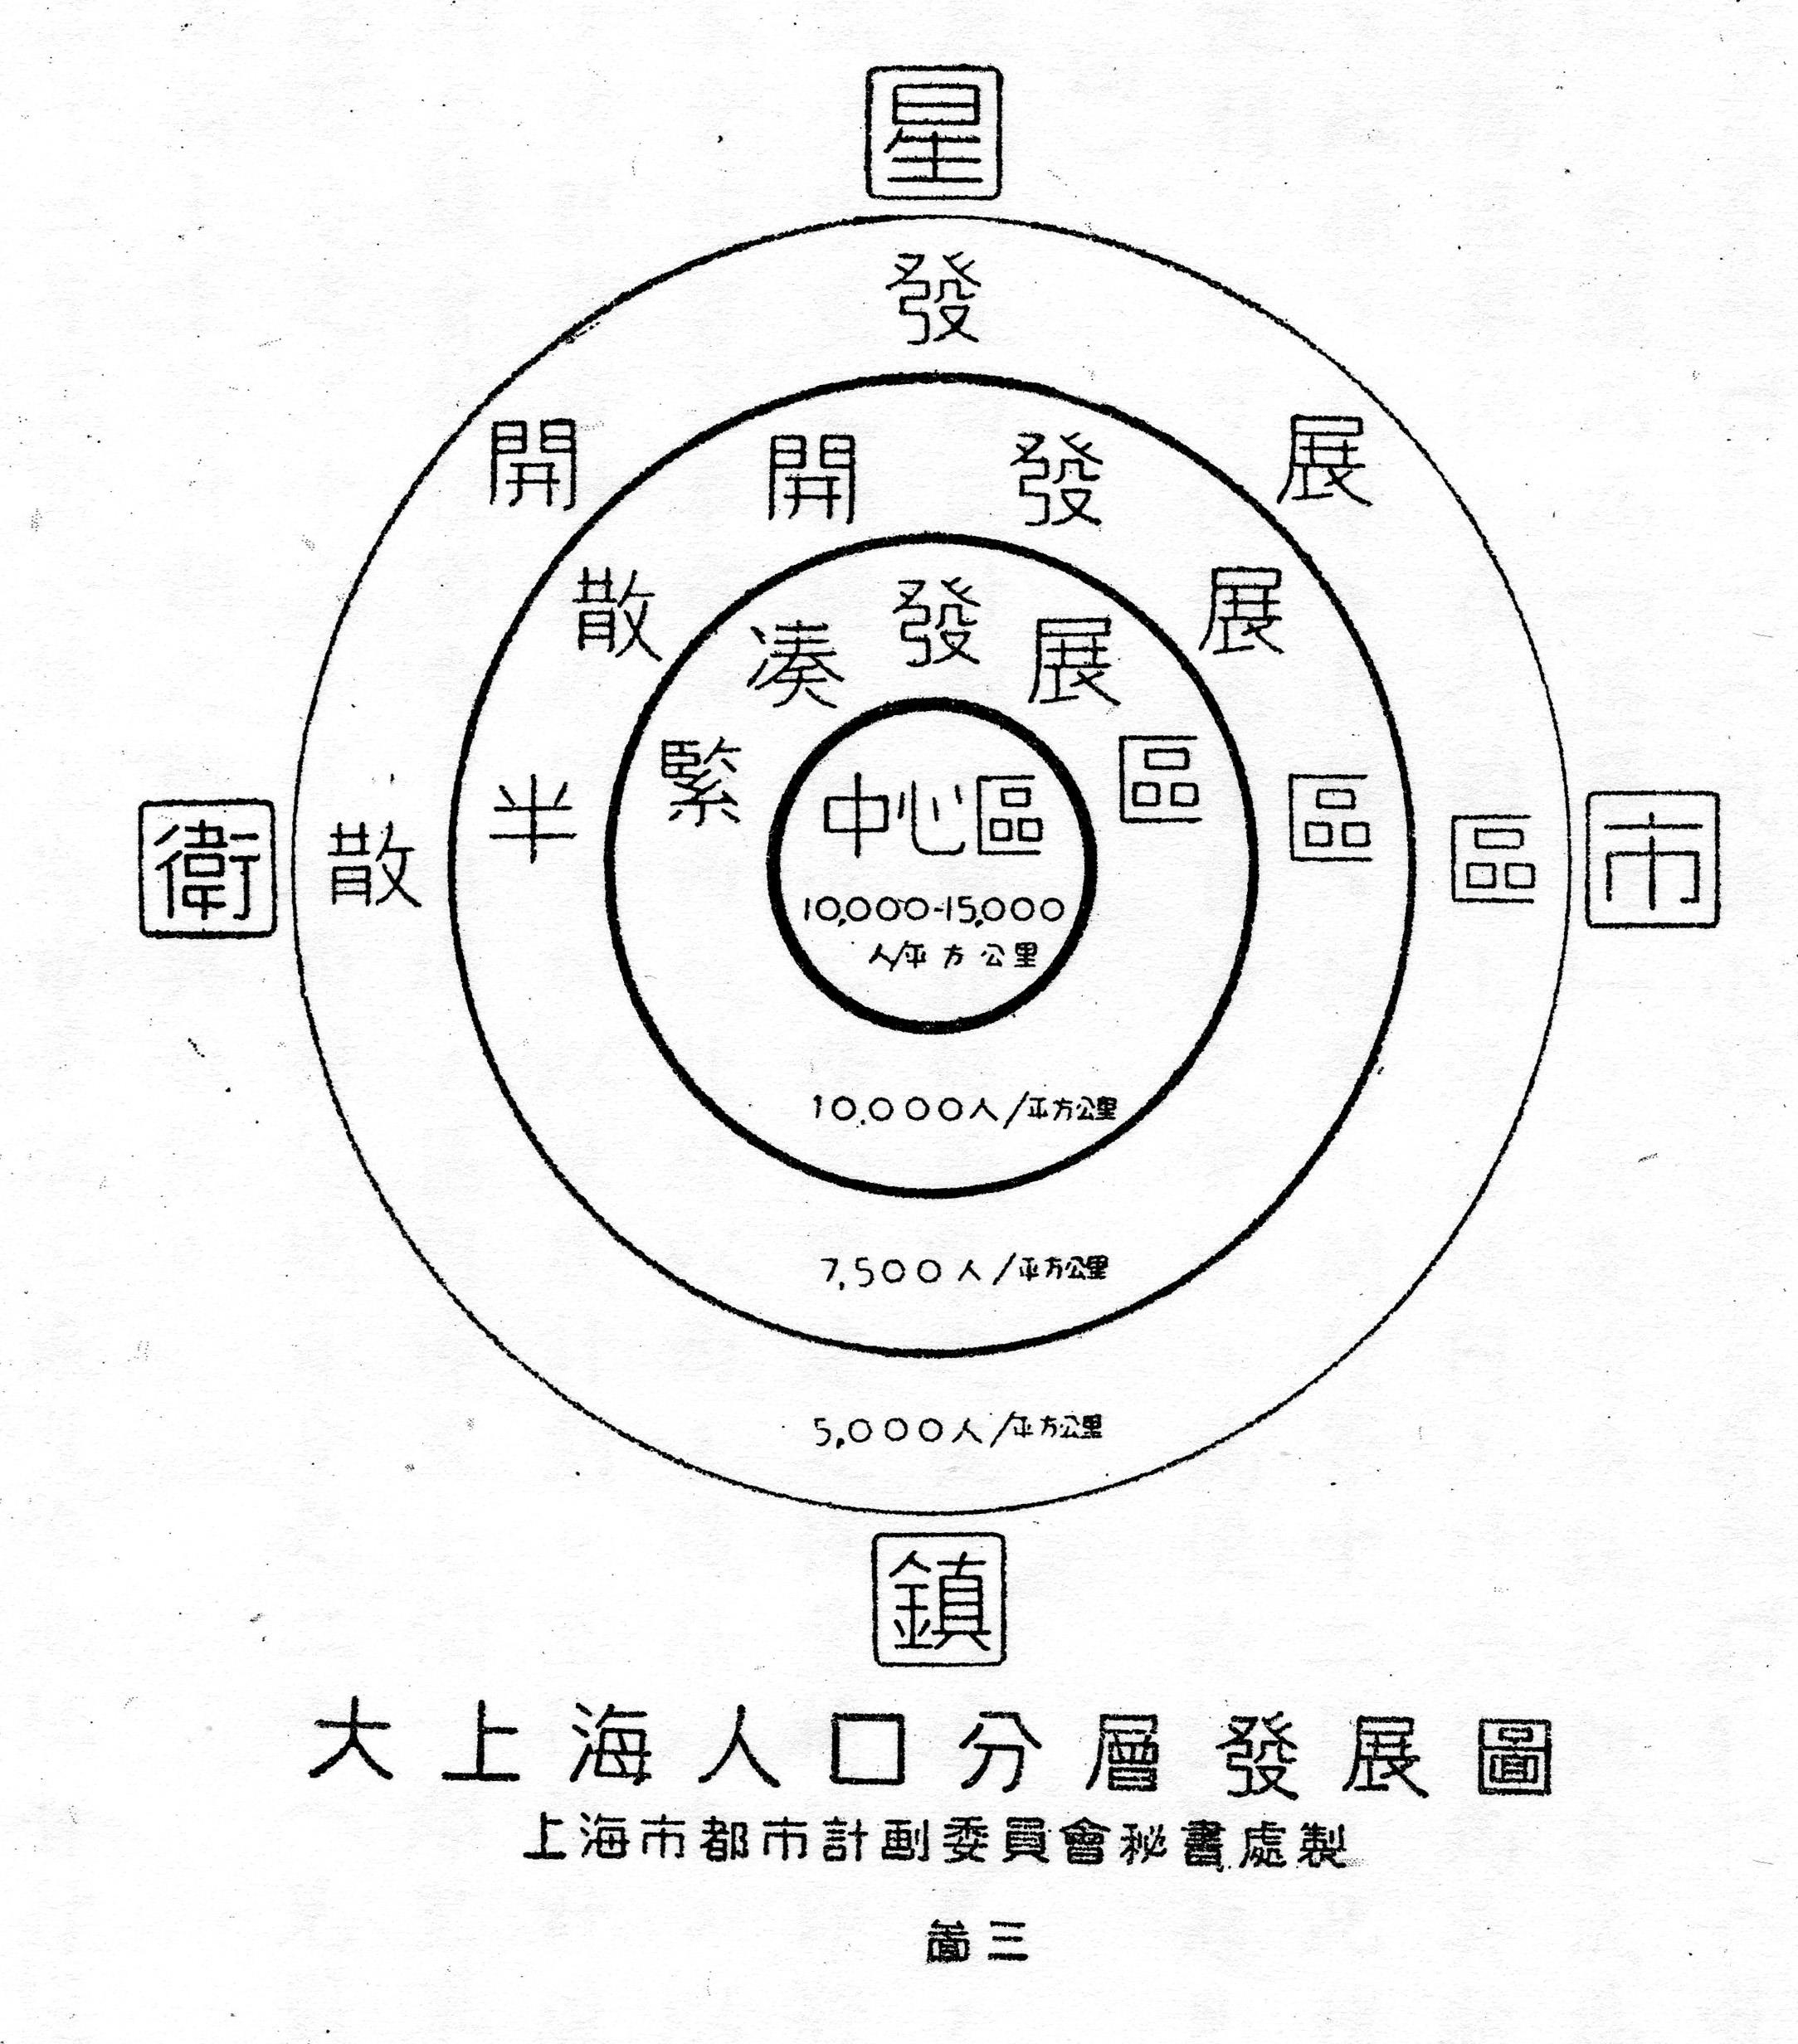 衛星市鎮
散開發展區
半散開發展區
緊湊發展區
中心區
10,000-15,000
人/平方公里
10,000人/平方公里
7,500人/平方公里
5,000人/平方公里
大上海人口分層發展圖
上海市都市計劃委員會秘書處製
圖三